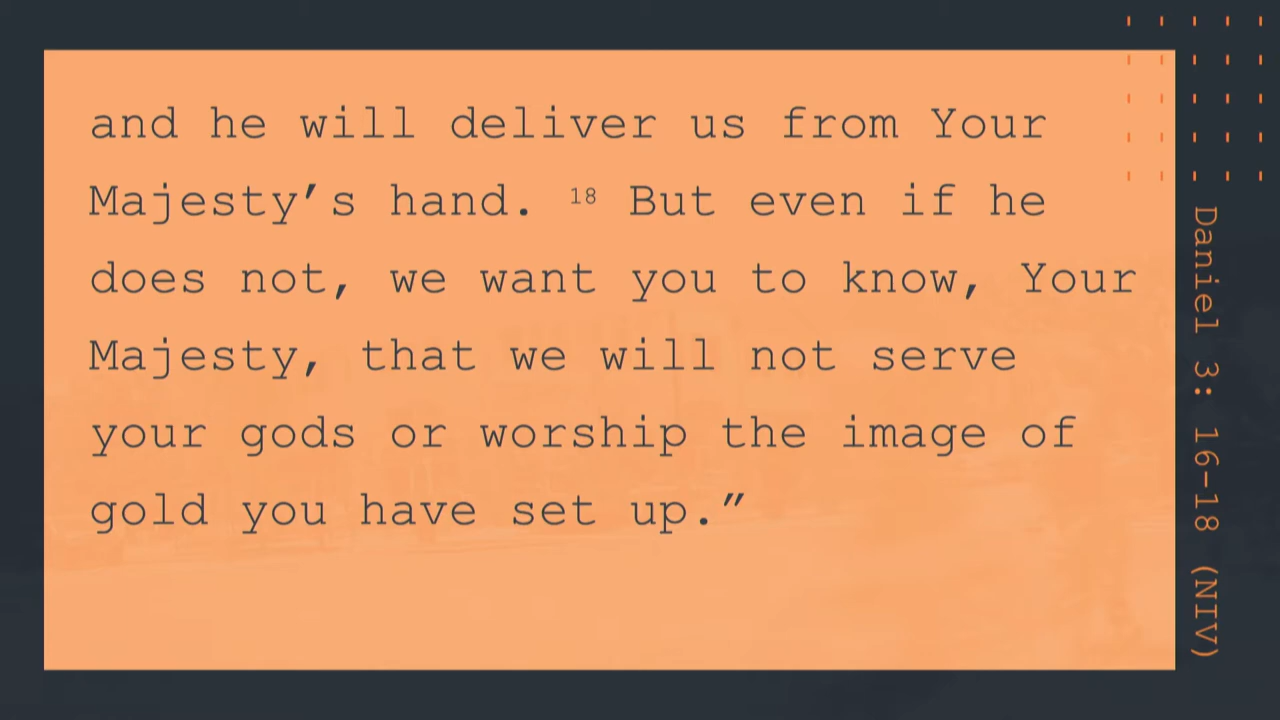 and he will deliver us from Your
Majesty’s hand. 18 But even if he
does not, we want you to know, Your
Majesty, that we will not serve
your gods or worship the image of
gold you have set up.”
Daniel 3: 16-18 (NIV)